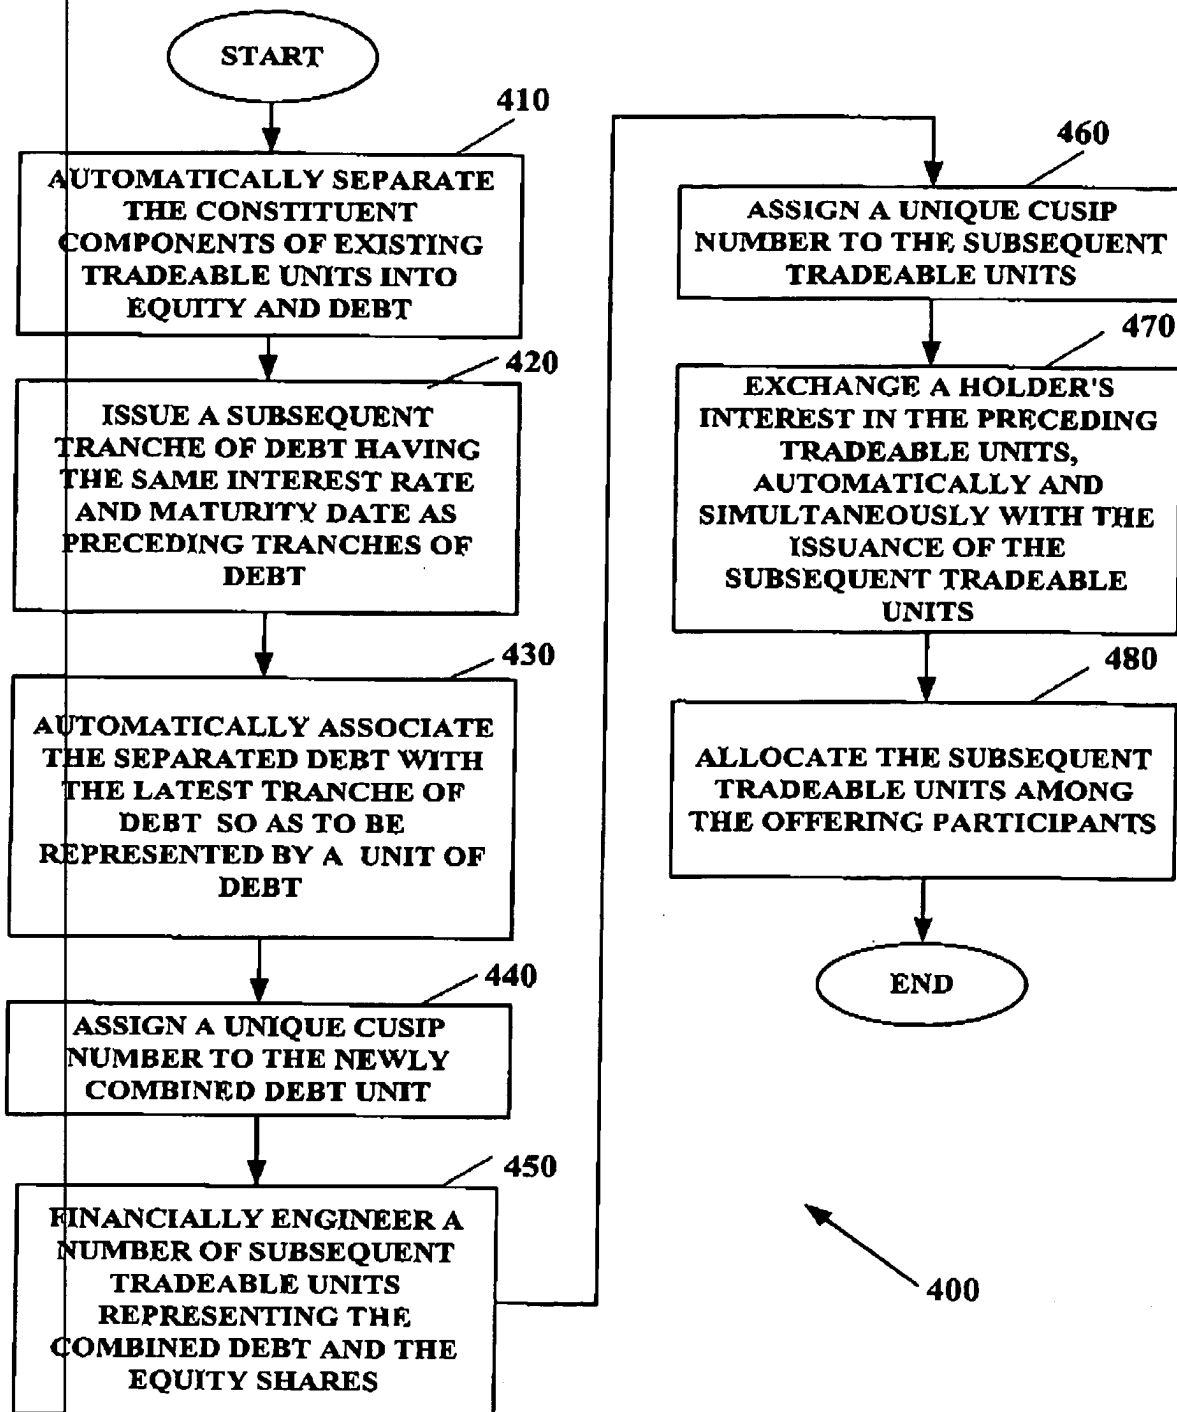 START
410
AUTOMATICALLY SEPARATE
THE CONSTITUENT
COMPONENTS OF EXISTING
TRADEABLE UNITS INTO
EQUITY AND DEBT
420
ISSUE A SUBSEQUENT
TRANCHE OF DEBT HAVING
THE SAME INTEREST RATE
AND MATURITY DATE AS
PRECEDING TRANCHES OF
DEBT
430
AUTOMATICALLY ASSOCIATE
THE SEPARATED DEBT WITH
THE LATEST TRANCHE OF
DEBT SO AS TO BE
REPRESENTED BY A UNIT OF
DEBT
440
ASSIGN A UNIQUE CUSIP
NUMBER TO THE NEWLY
COMBINED DEBT UNIT
450
FINANCIALLY ENGINEER A
NUMBER OF SUBSEQUENT
TRADEABLE UNITS
REPRESENTING THE
COMBINED DEBT AND THE
EQUITY SHARES
460
ASSIGN A UNIQUE CUSIP
NUMBER TO THE SUBSEQUENT
TRADEABLE UNITS
470
EXCHANGE A HOLDER'S
INTEREST IN THE PRECEDING
TRADEABLE UNITS,
AUTOMATICALLY AND
SIMULTANEOUSLY WITH THE
ISSUANCE OF THE
SUBSEQUENT TRADEABLE
UNITS
480
ALLOCATE THE SUBSEQUENT
TRADEABLE UNITS AMONG
THE OFFERING PARTICIPANTS
END
400